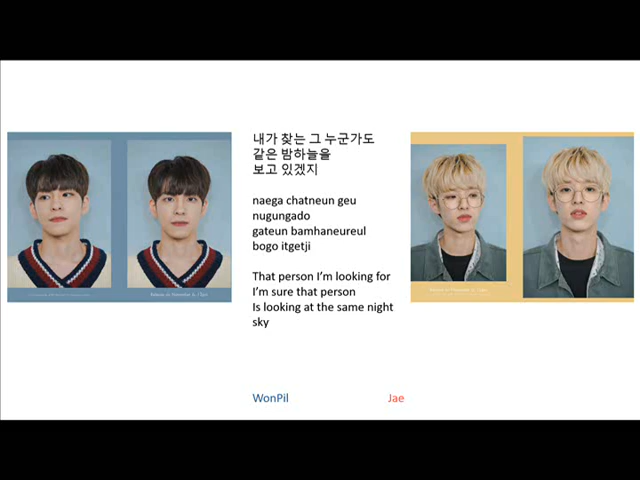 내가 찾는 그 누군가도
같은 밤하늘을
보고 있겠지
naega chatneun geu
nugungado
gateun bamhaneureul
bogo itgetji
That person I'm looking for
I'm sure that person
Is looking at the same night
sky
WonPil
Jae